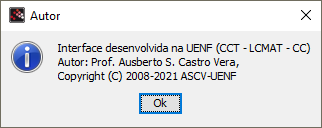 Autor
Interface desenvolvida na UENF (CCT - LCMAT - CC)
Autor: Prof. Ausberto S. Castro Vera,
Copyright (C) 2008-2021 ASCV-UENF
Ok